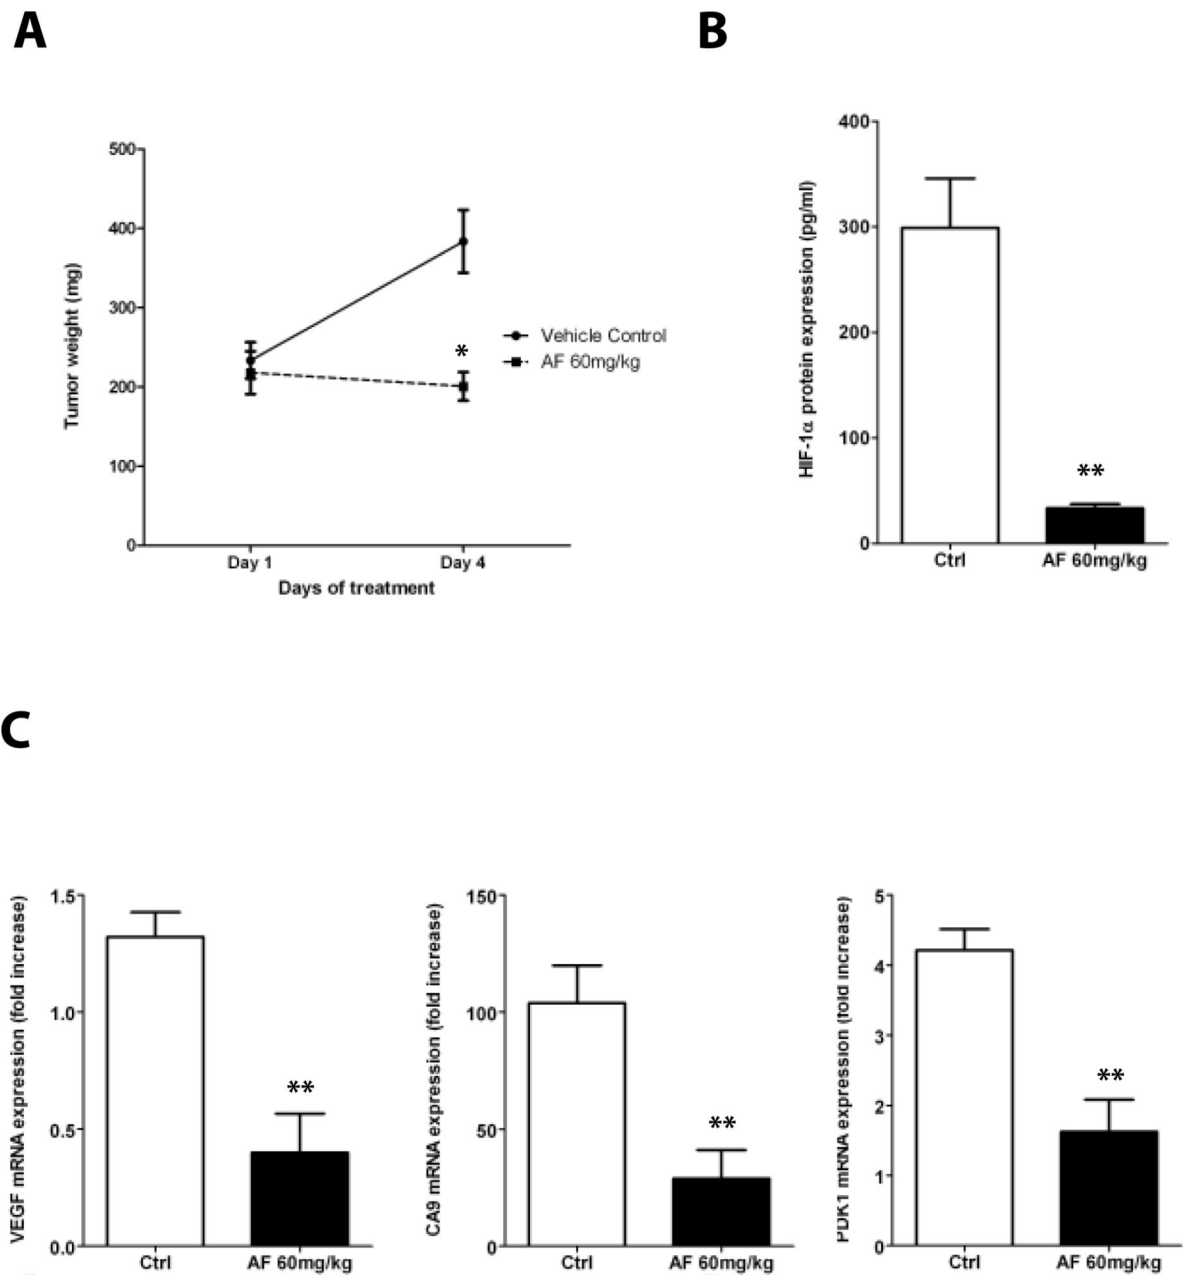 A
B
500
400
300
200
100
0
Tumor weight (mg)
*
Vehicle Control
AF 60mg/kg
Day 1
Day 4
Days of treatment
400
300
200
100
0
HIF-1α protein expression (pg/ml)
**
Ctrl
AF 60mg/kg
C
1.5
1.0
0.5
0.0
VEGF mRNA expression (fold increase)
**
Ctrl
AF 60mg/kg
150
100
50
0
CA9 mRNA expression (fold increase)
**
Ctrl
AF 60mg/kg
5
4
3
2
1
0
PDK1 mRNA expression (fold increase)
**
Ctrl
AF 60mg/kg